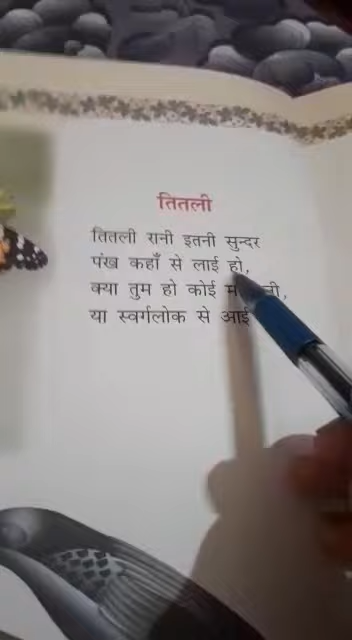 तितली
तितली रानी इतनी सुन्दर
पंख कहाँ से लाई हो,
क्या तुम हो कोई
या स्वर्गलोक से आई